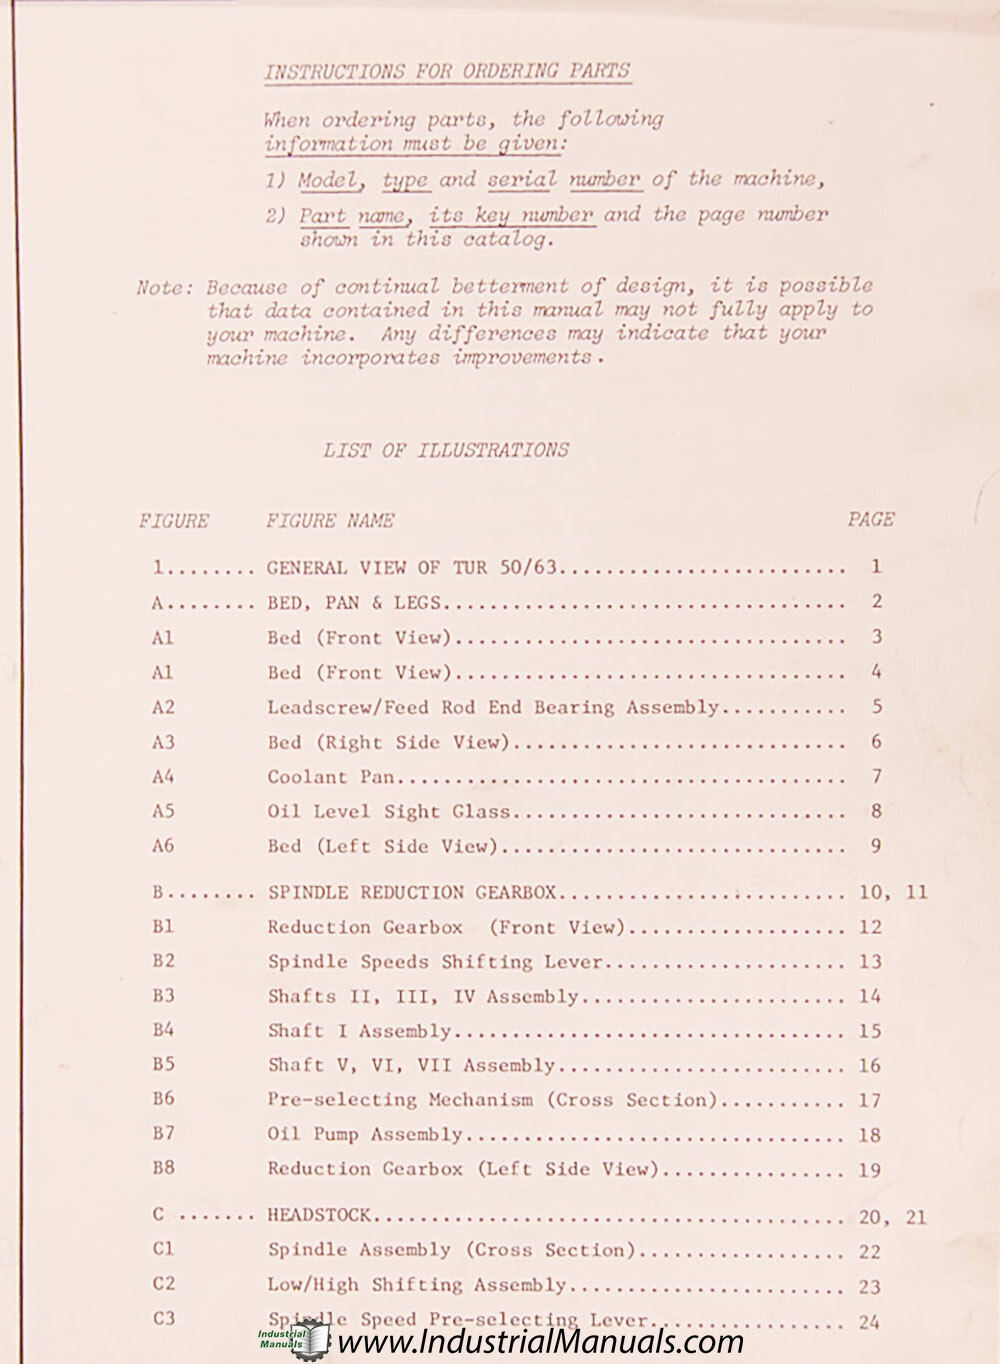 INSTRUCTIONS FOR ORDERING PARTS
When ordering parts, the following
information must be given:
1) Model, type and serial number of the machine,
2) Part name, its key number and the page number
shown in this catalog.
Note: Because of continual betterment of design, it is possible
that data contained in this manual may not fully apply to
your machine. Any differences may indicate that your
machine incorporates improvements.
LIST OF ILLUSTRATIONS
FIGURE FIGURE NAME PAGE
1........ GENERAL VIEW OF TUR 50/63......................... 1
A........ BED, PAN & LEGS................................... 2
A1 Bed (Front View).................................. 3
A1 Bed (Front View).................................. 4
A2 Leadscrew/Feed Rod End Bearing Assembly........... 5
A3 Bed (Right Side View)............................. 6
A4 Coolant Pan....................................... 7
A5 Oil Level Sight Glass............................. 8
A6 Bed (Left Side View).............................. 9
B........ SPINDLE REDUCTION GEARBOX......................... 10, 11
B1 Reduction Gearbox (Front View)................... 12
B2 Spindle Speeds Shifting Lever..................... 13
B3 Shafts II, III, IV Assembly....................... 14
B4 Shaft I Assembly.................................. 15
B5 Shaft V, VI, VII Assembly......................... 16
B6 Pre-selecting Mechanism (Cross Section)........... 17
B7 Oil Pump Assembly................................. 18
B8 Reduction Gearbox (Left Side View)................ 19
C ....... HEADSTOCK......................................... 20, 21
C1 Spindle Assembly (Cross Section).................. 22
C2 Low/High Shifting Assembly........................ 23
C3 Spindle Speed Pre-selecting Lever................. 24
Industrial
Manuals www.IndustrialManuals.com